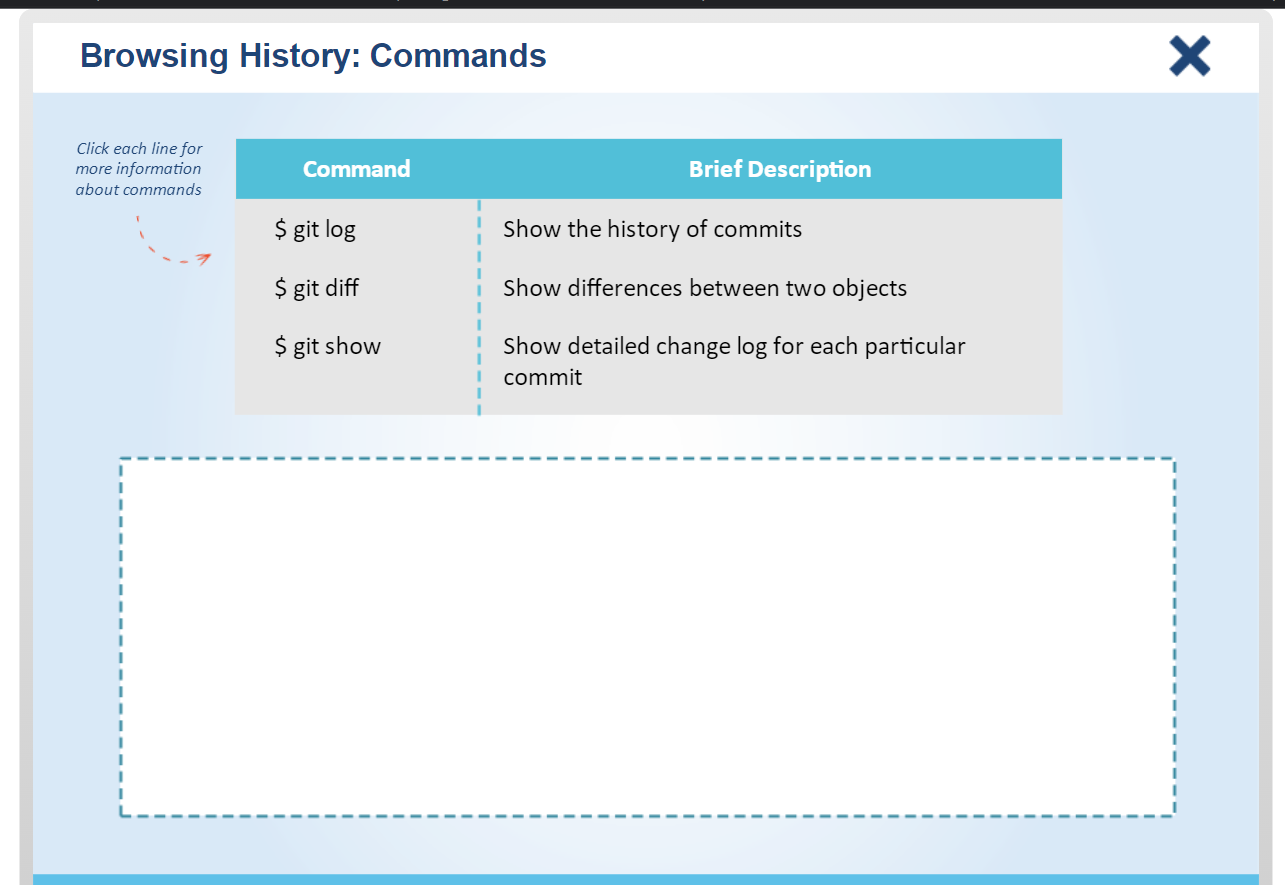 Browsing History: Commands
Click each line for
more information
about commands
Command
Brief Description
$ git log
Show the history of commits
$ git diff
Show differences between two objects
$ git show
Show detailed change log for each particular
commit